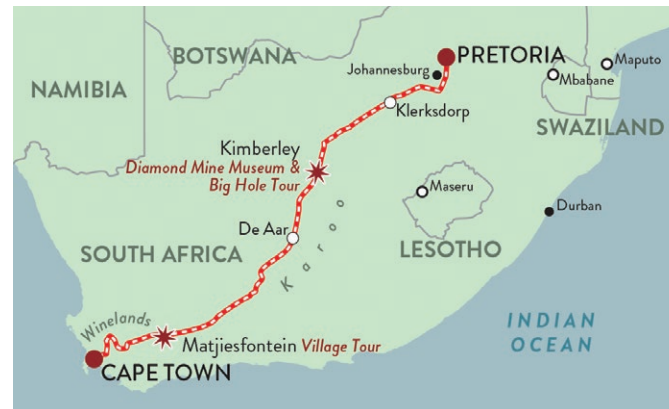 BOTSWANA
PRETORIA
Johannesburg
Maputo
Mbabane
NAMIBIA
Klerksdorp
SWAZILAND
Kimberley
Diamond Mine Museum &
Big Hole Tour
Maseru
Durban
Karoo
De Aar
SOUTH AFRICA
LESOTHO
Winelands
INDIAN
OCEAN
Matjiesfontein Village Tour
CAPE TOWN